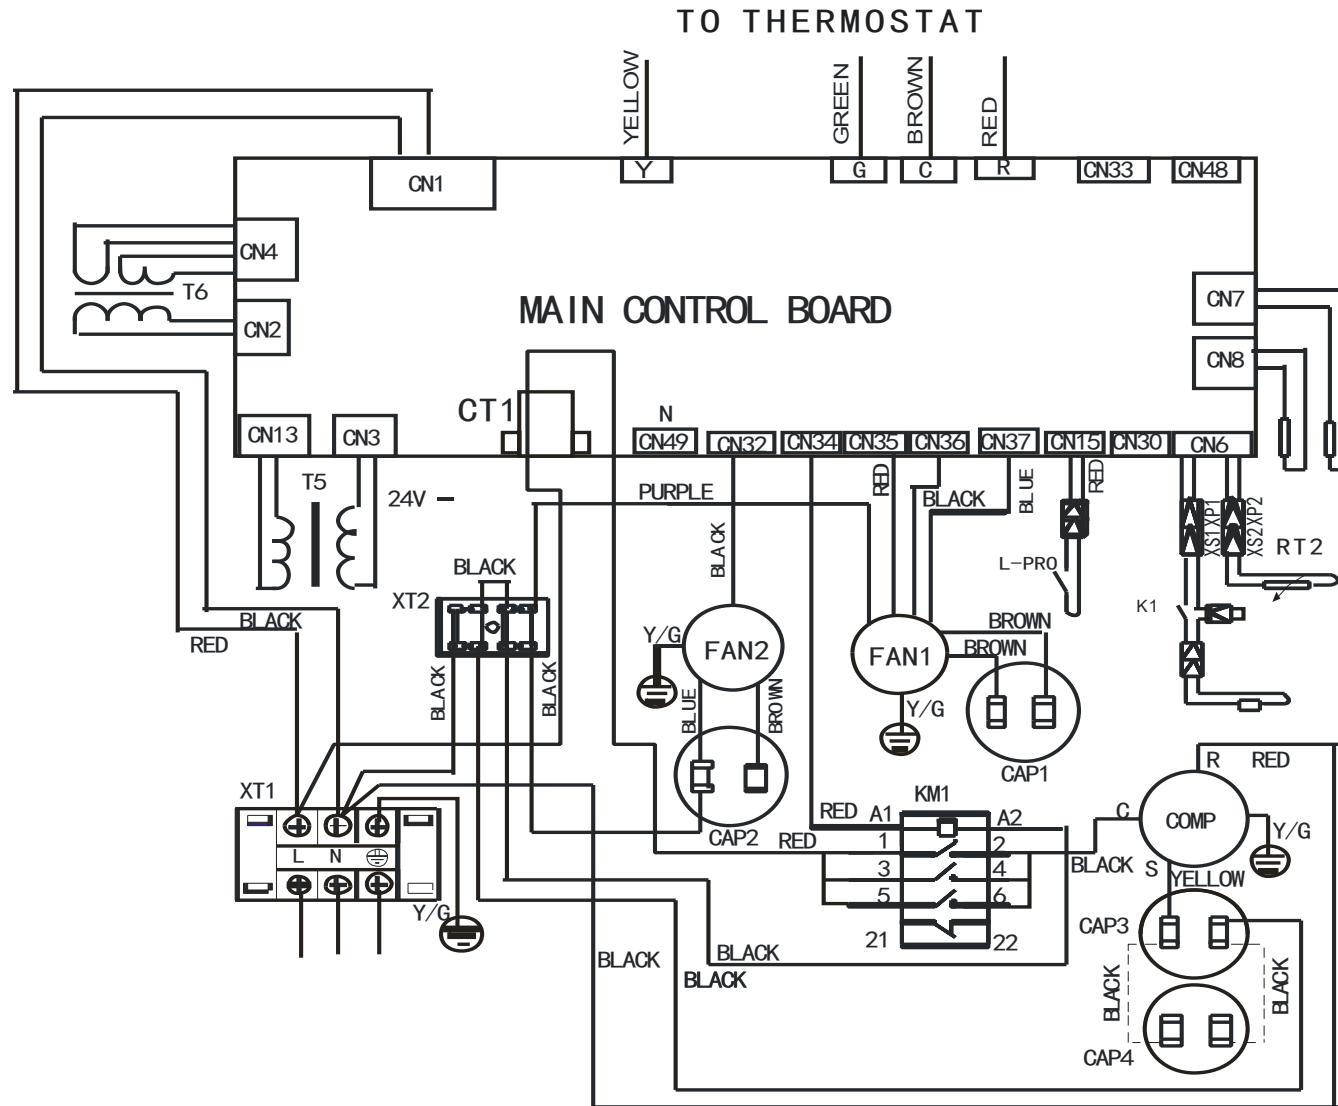 TO THERMOSTAT
YELLOW
GREEN
BROWN
RED
CN1
Y
G
C
R
CN33
CN48
CN4
T6
CN2
MAIN CONTROL BOARD
CN7
CN8
CT1
N
CN13
CN3
CN49
CN32
CN34
CN35
CN36
CN37
CN15
CN30
CN6
T5
24V
PURPLE
RED
BLACK
BLUE
RED
XS1XP1
XS2XP2
RT2
BLACK
BLACK
XT2
L-PRO
K1
BLACK
RED
Y/G
FAN2
FAN1
BROWN
BROWN
BLACK
BLACK
BLUE
BROWN
Y/G
CAP1
R
RED
XT1
KM1
RED
A1
A2
C
COMP
Y/G
CAP2
RED
1
2
BLACK
L
N
3
4
S
YELLOW
5
6
Y/G
CAP3
21
22
BLACK
BLACK
BLACK
BLACK
BLACK
CAP4